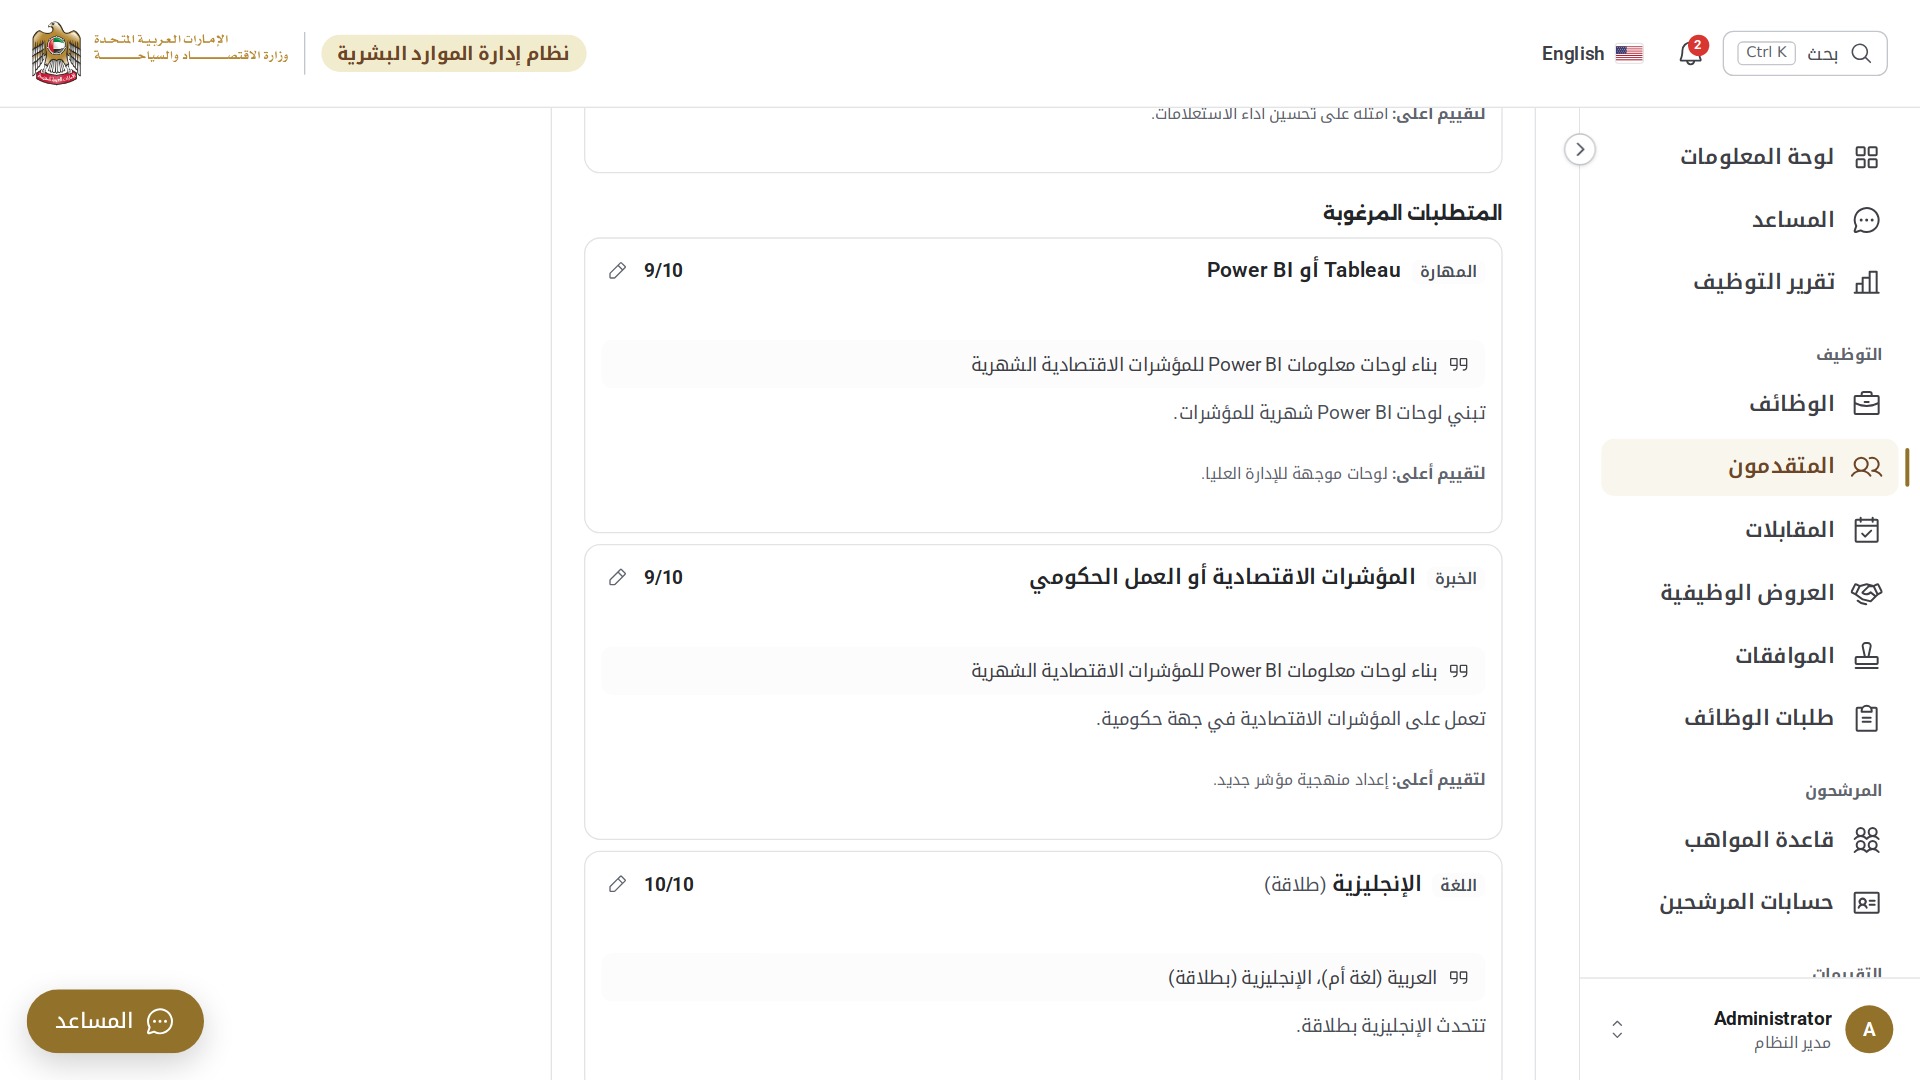 الإمارات العربية المتحدة
وزارة الاقتصاد والسياحة
نظام إدارة الموارد البشرية
English
2
بحث
Ctrl K
لوحة المعلومات
المساعد
تقرير التوظيف
التوظيف
الوظائف
المتقدمون
المقابلات
العروض الوظيفية
الموافقات
طلبات الوظائف
المرشحون
قاعدة المواهب
حسابات المرشحين
التقييمات
A
Administrator
مدير النظام
لتقييم أعلى: أمثلة على تحسين أداء الاستعلامات.
المتطلبات المرغوبة
المهارة Tableau أو Power BI
9/10
بناء لوحات معلومات Power BI للمؤشرات الاقتصادية الشهرية
تبني لوحات Power BI شهرية للمؤشرات.
لتقييم أعلى: لوحات موجهة للإدارة العليا.
الخبرة المؤشرات الاقتصادية أو العمل الحكومي
9/10
بناء لوحات معلومات Power BI للمؤشرات الاقتصادية الشهرية
تعمل على المؤشرات الاقتصادية في جهة حكومية.
لتقييم أعلى: إعداد منهجية مؤشر جديد.
اللغة الإنجليزية (طلاقة)
10/10
العربية (لغة أم)، الإنجليزية (بطلاقة)
تتحدث الإنجليزية بطلاقة.
المساعد